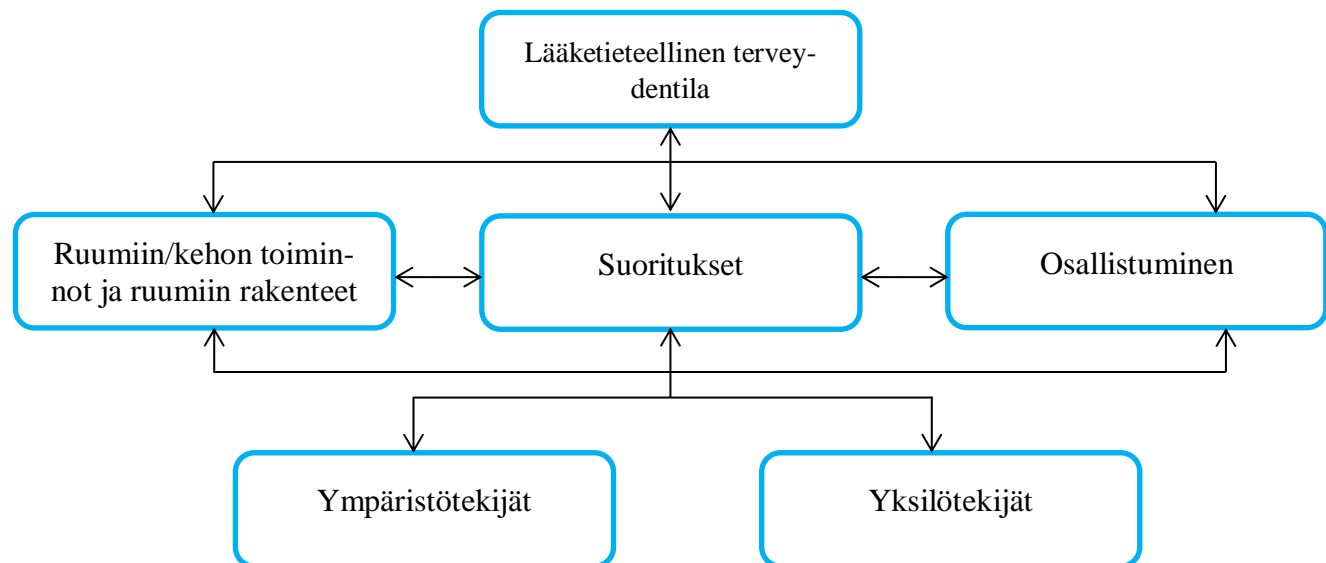 Lääketieteellinen tervey-
dentila
Ruumiin/kehon toimin-
not ja ruumiin rakenteet
Suoritukset
Osallistuminen
Ympäristötekijät
Yksilötekijät